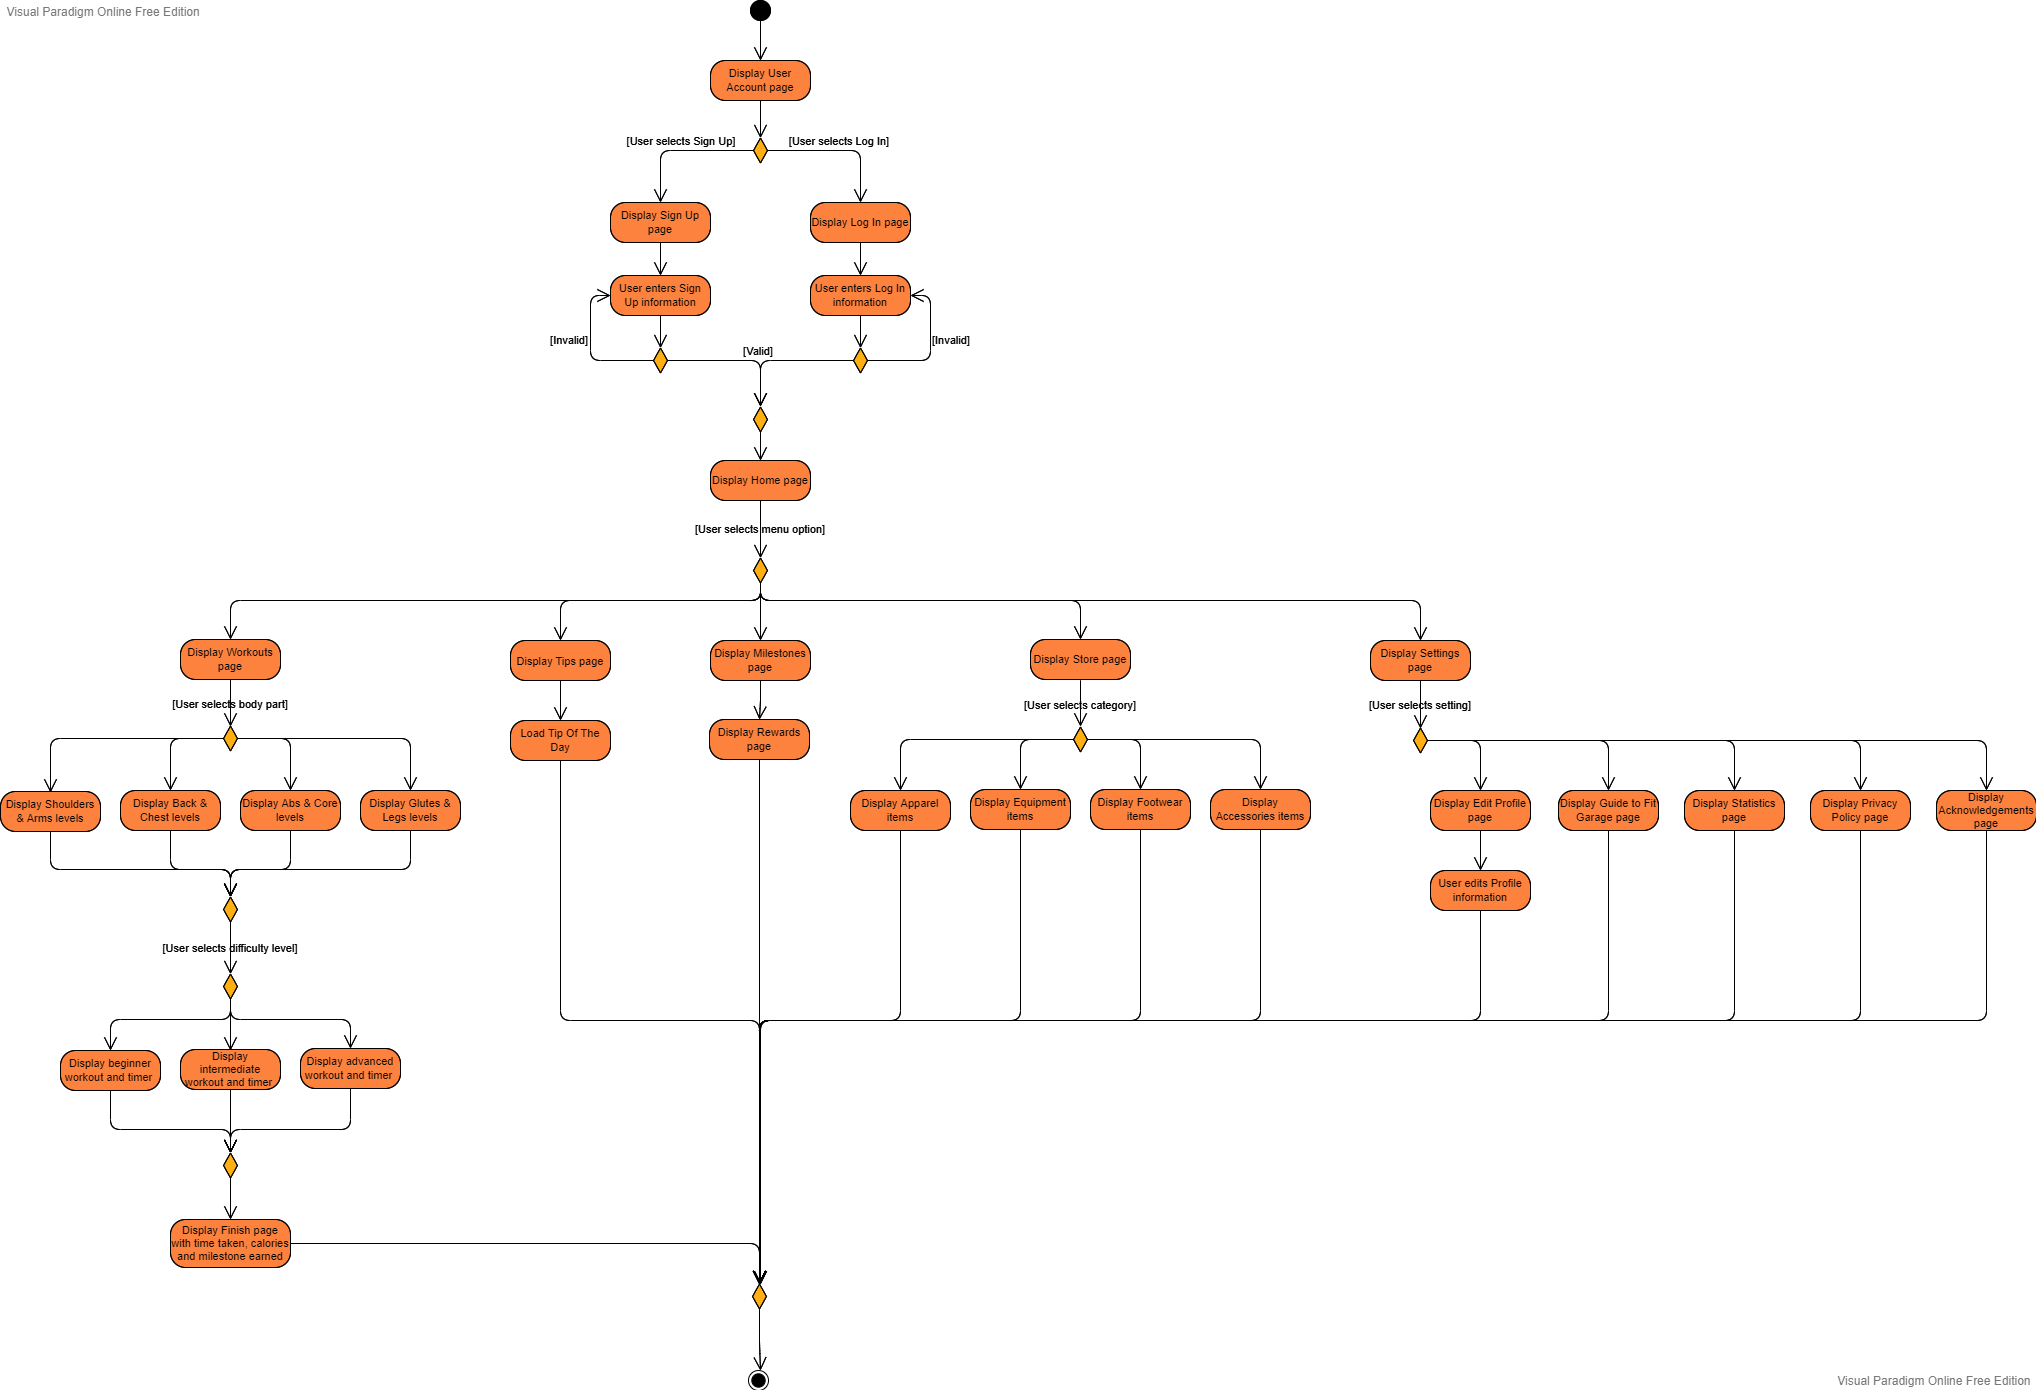 Visual Paradigm Online Free Edition
Display User
Account page
[User selects Sign Up]
[User selects Log In]
Display Sign Up
page
Display Log In page
User enters Sign
Up information
User enters Log In
information
[Invalid]
[Valid]
[Invalid]
Display Home page
[User selects menu option]
Display Workouts
page
Display Tips page
Display Milestones
page
Display Store page
Display Settings
page
[User selects body part]
[User selects category]
[User selects setting]
Load Tip Of The
Day
Display Rewards
page
Display Shoulders
& Arms levels
Display Back &
Chest levels
Display Abs & Core
levels
Display Glutes &
Legs levels
Display Apparel
items
Display Equipment
items
Display Footwear
items
Display
Accessories items
Display Edit Profile
page
Display Guide to Fit
Garage page
Display Statistics
page
Display Privacy
Policy page
Display
Acknowledgements
page
User edits Profile
information
[User selects difficulty level]
Display beginner
workout and timer
Display
intermediate
workout and timer
Display advanced
workout and timer
Display Finish page
with time taken, calories
and milestone earned
Visual Paradigm Online Free Edition